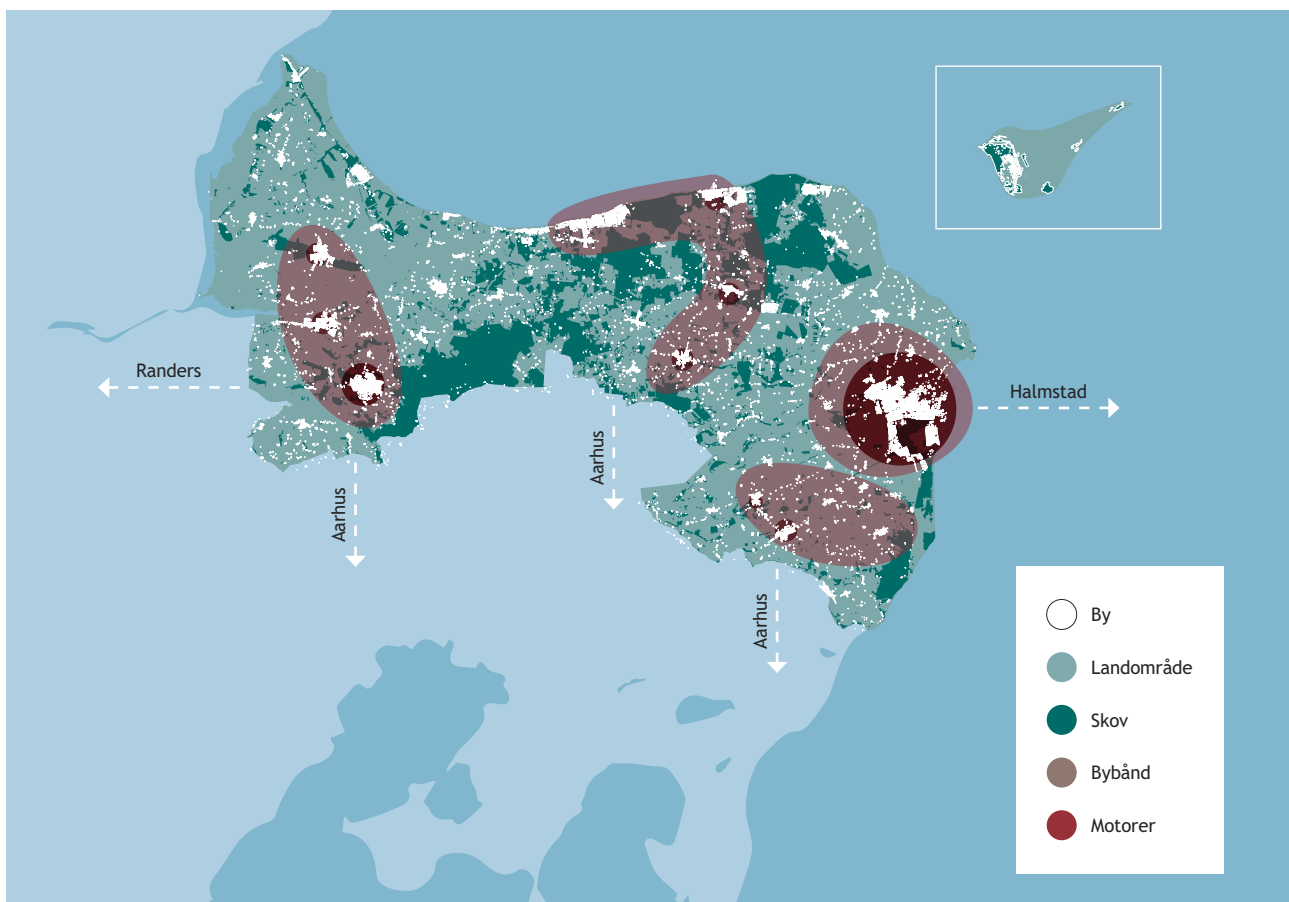 Randers
Halmstad
Aarhus
Aarhus
Aarhus
By
Landområde
Skov
Bybånd
Motorer